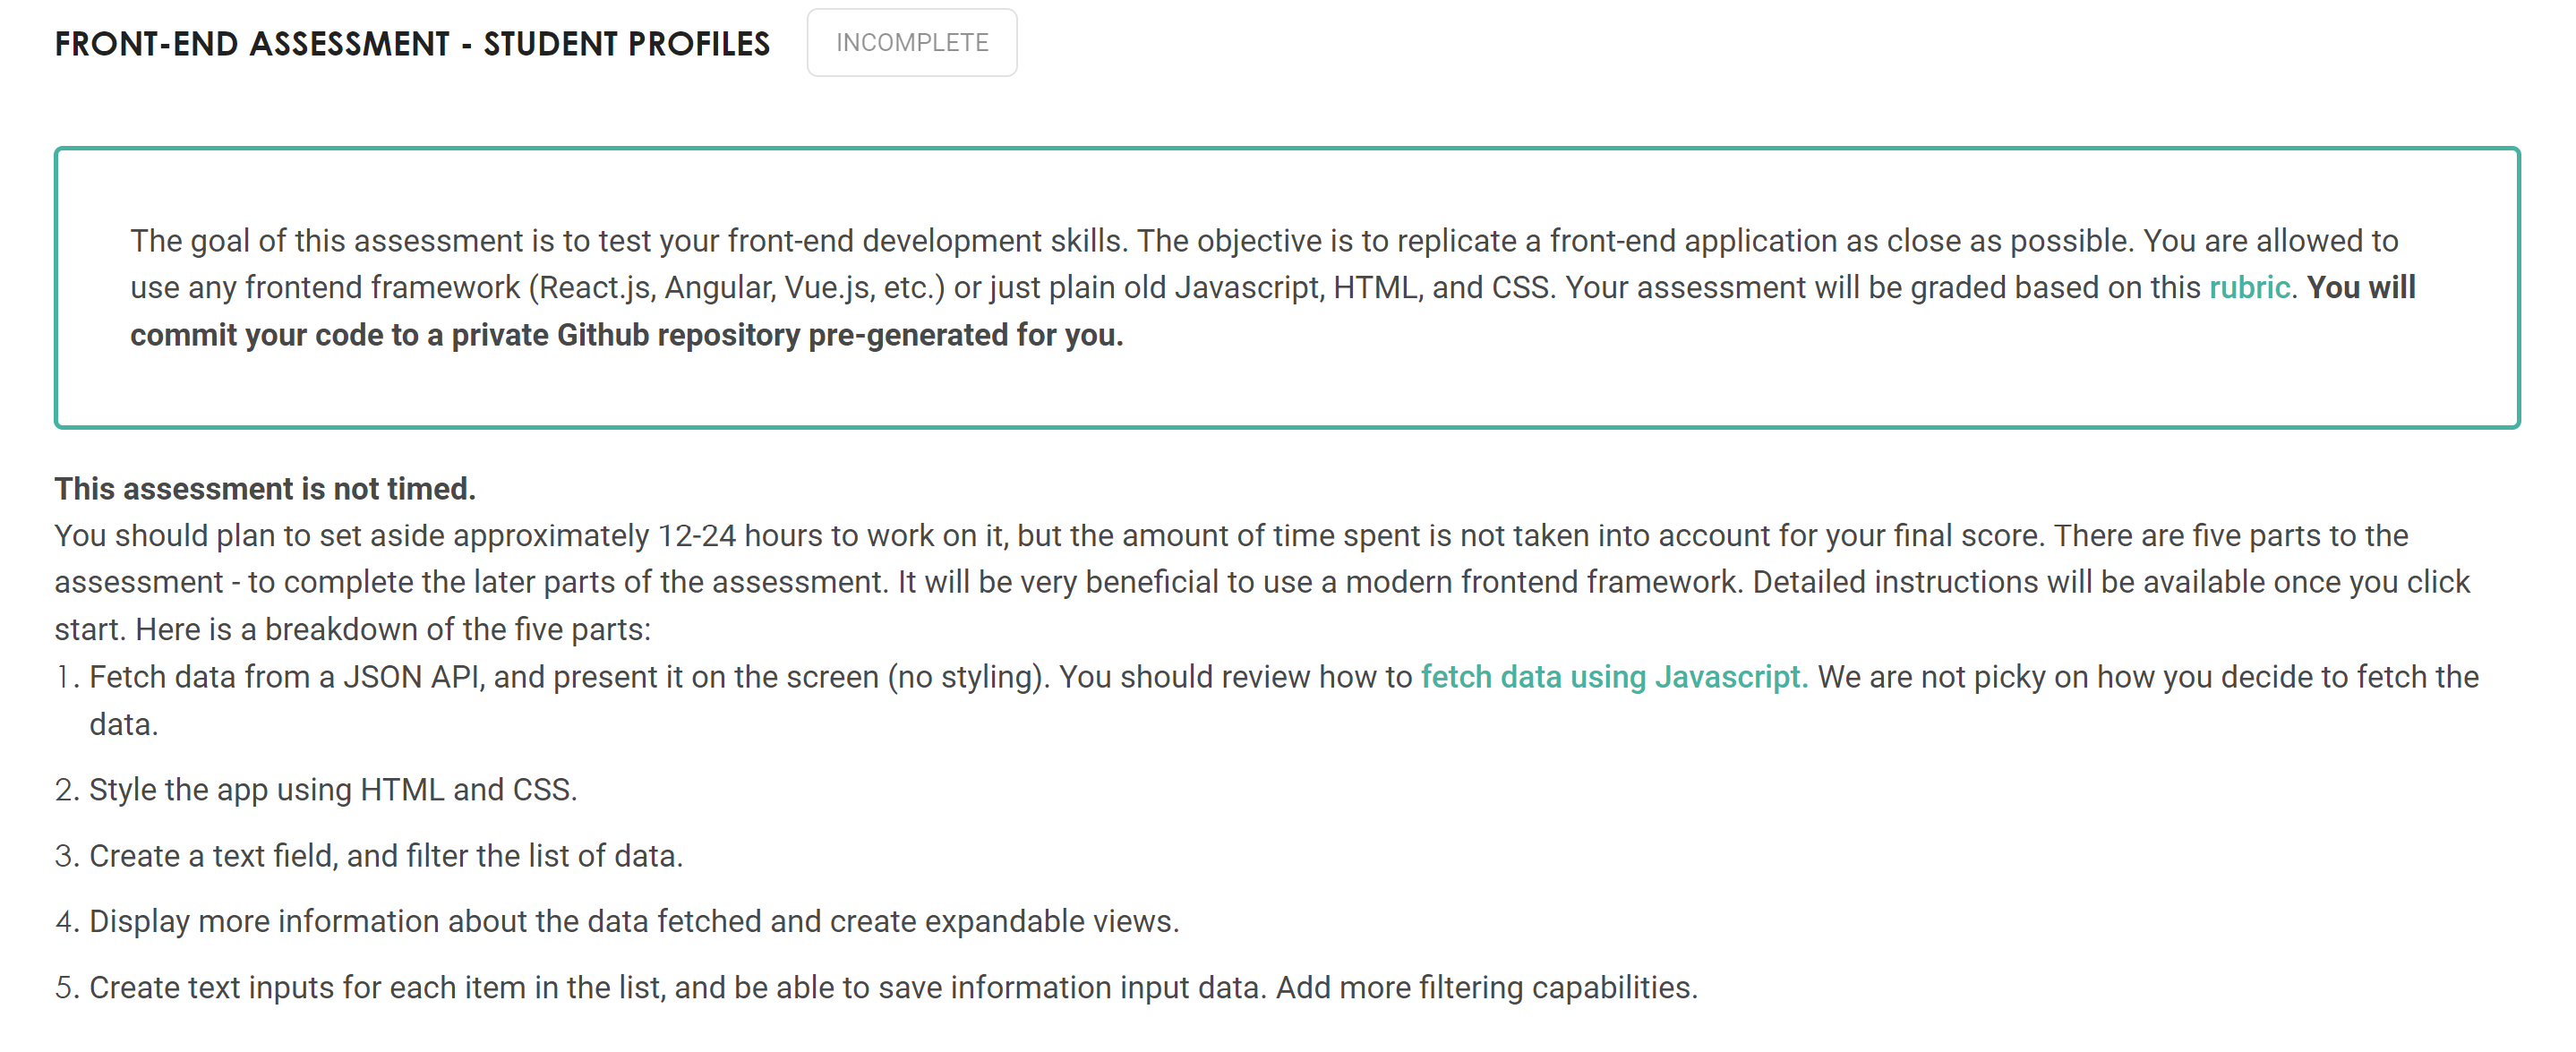 FRONT-END ASSESSMENT - STUDENT PROFILES INCOMPLETE
The goal of this assessment is to test your front-end development skills. The objective is to replicate a front-end application as close as possible. You are allowed to
use any frontend framework (React.js, Angular, Vue.js, etc.) or just plain old Javascript, HTML, and CSS. Your assessment will be graded based on this rubric. You will
commit your code to a private Github repository pre-generated for you.
This assessment is not timed.
You should plan to set aside approximately 12-24 hours to work on it, but the amount of time spent is not taken into account for your final score. There are five parts to the
assessment - to complete the later parts of the assessment. It will be very beneficial to use a modern frontend framework. Detailed instructions will be available once you click
start. Here is a breakdown of the five parts:
1. Fetch data from a JSON API, and present it on the screen (no styling). You should review how to fetch data using Javascript. We are not picky on how you decide to fetch the
data.
2. Style the app using HTML and CSS.
3. Create a text field, and filter the list of data.
4. Display more information about the data fetched and create expandable views.
5. Create text inputs for each item in the list, and be able to save information input data. Add more filtering capabilities.